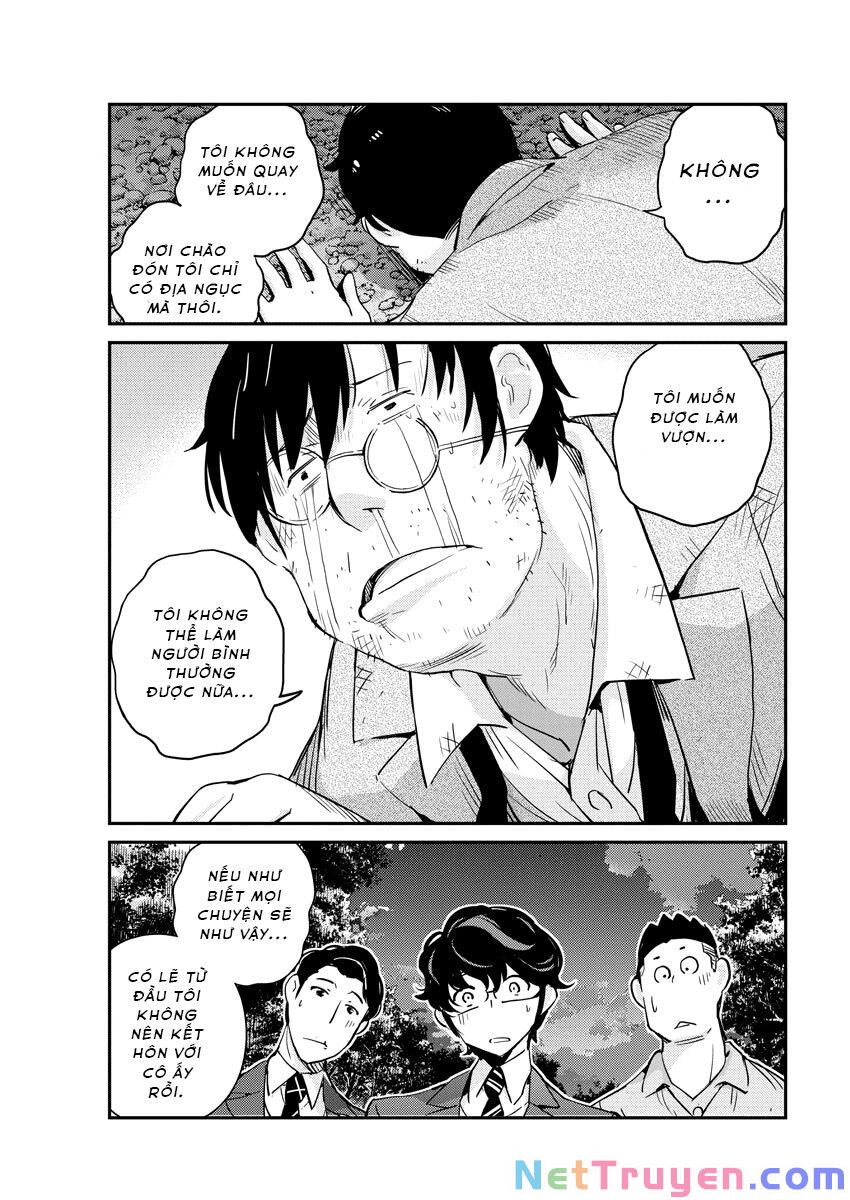 KHÔNG
...
TÔI KHÔNG
MUỐN QUAY
VỀ ĐÂU...
NƠI CHÀO
ĐÓN TÔI CHỈ
CÓ ĐỊA NGỤC
MÀ THÔI.
TÔI MUỐN
ĐƯỢC LÀM
VƯỢN...
TÔI KHÔNG
THỂ LÀM
NGƯỜI BÌNH
THƯỜNG
ĐƯỢC NỮA...
NẾU NHƯ
BIẾT MỌI
CHUYỆN SẼ
NHƯ VẬY...
CÓ LẼ TỪ
ĐẦU TÔI
KHÔNG
NÊN KẾT
HÔN VỚI
CÔ ẤY
RỒI.
NetTruyen.com